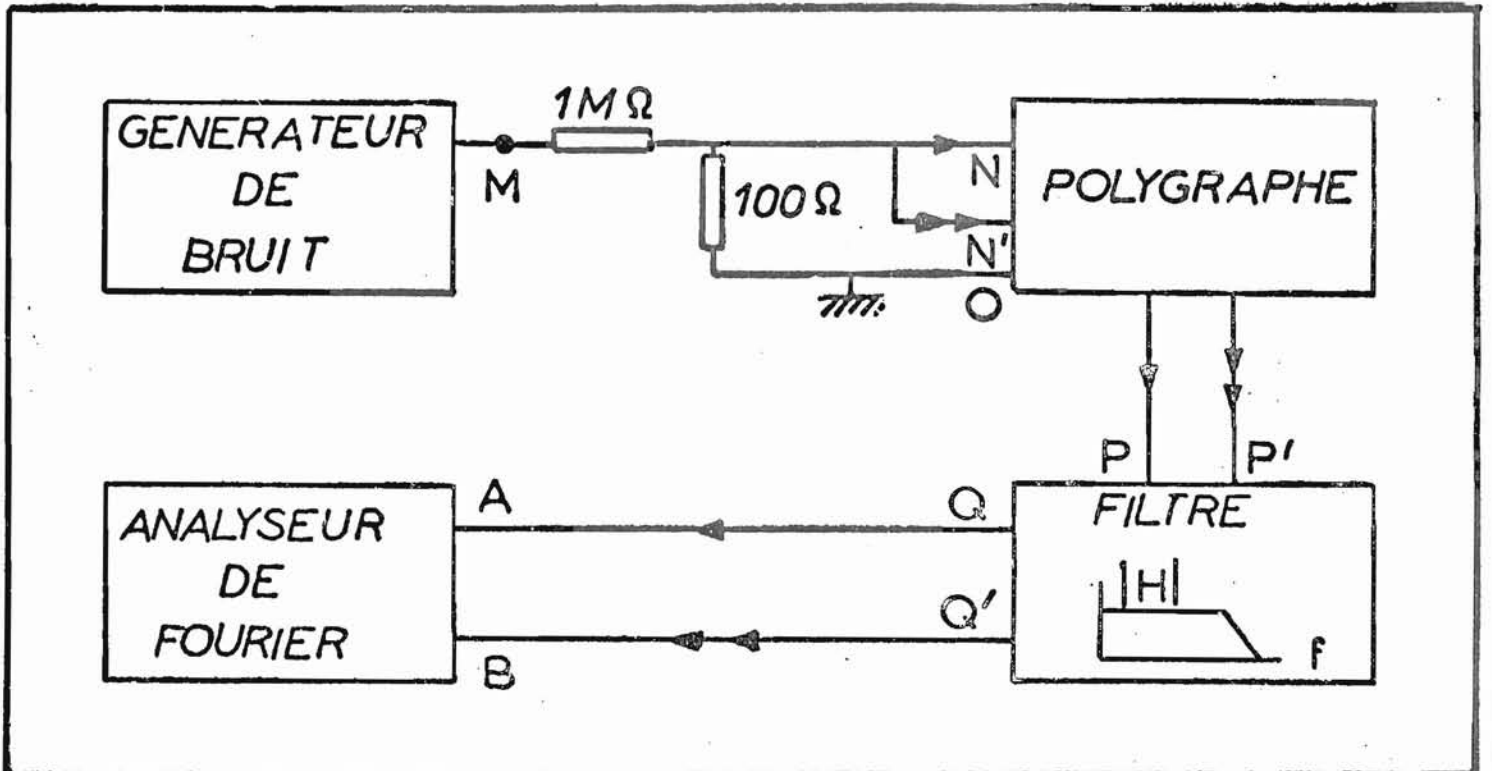 GENERATEUR
DE
BRUIT
M
1MΩ
100Ω
N
N'
O
POLYGRAPHE
P
P'
FILTRE
|H|
f
Q
Q'
A
B
ANALYSEUR
DE
FOURIER